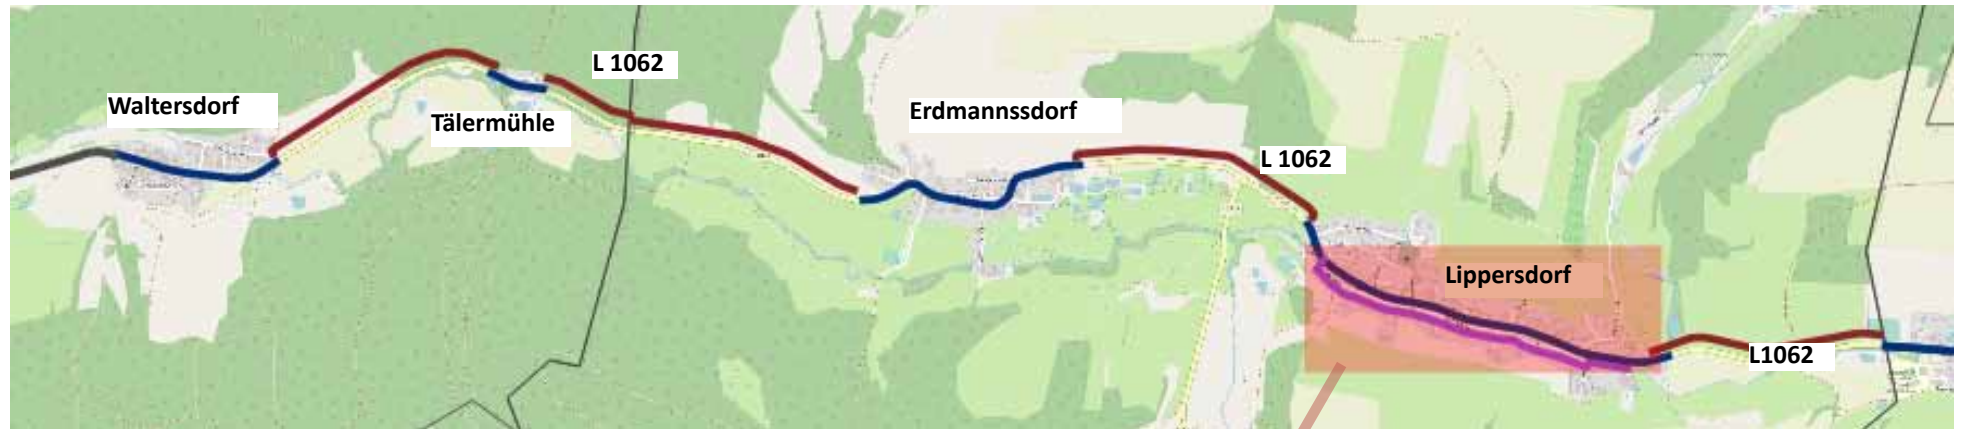 L 1062
Waltersdorf
Tälermühle
Erdmannssdorf
L 1062
Lippersdorf
L1062